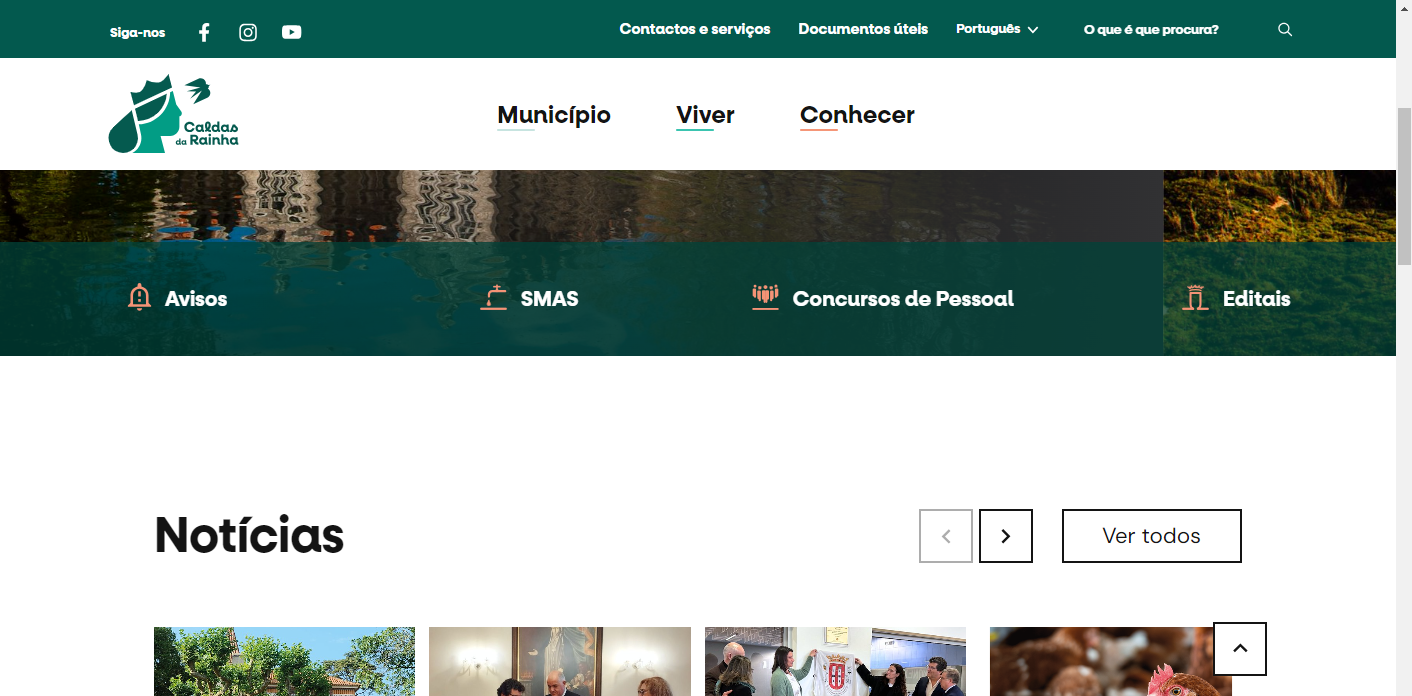 Siga-nos
Contactos e serviços
Documentos úteis
Português
O que é que procura?
Caldas
da Rainha
Município
Viver
Conhecer
Avisos
SMAS
Concursos de Pessoal
Editais
Notícias
Ver todos